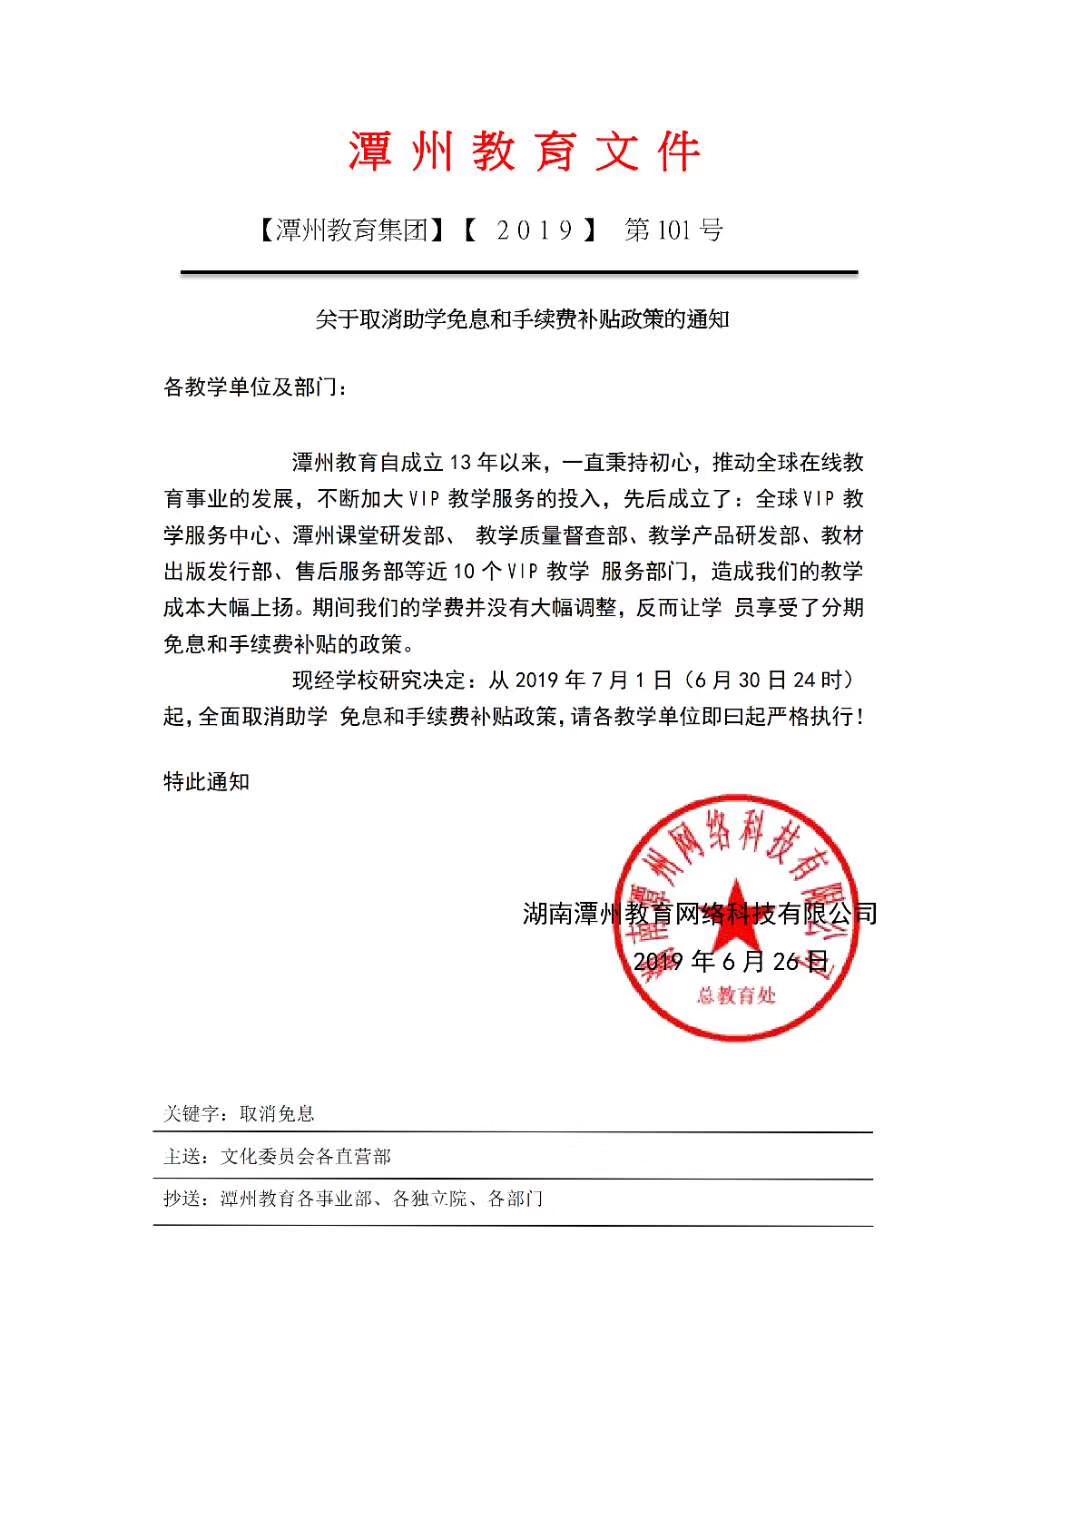 潭州教育文件
【潭州教育集团】【 2019 】 第101号
关于取消助学免息和手续费补贴政策的通知
各教学单位及部门：
潭州教育自成立13年以来，一直秉持初心，推动全球在线教
育事业的发展，不断加大VIP教学服务的投入，先后成立了：全球VIP教
学服务中心、潭州课堂研发部、 教学质量督查部、教学产品研发部、教材
出版发行部、售后服务部等近10个VIP教学 服务部门，造成我们的教学
成本大幅上扬。期间我们的学费并没有大幅调整，反而让学 员享受了分期
免息和手续费补贴的政策。
现经学校研究决定：从2019年7月1日（6月30日24时）
起，全面取消助学 免息和手续费补贴政策，请各教学单位即日起严格执行！
特此通知
湖南潭州网络科技有限公司
湖南潭州教育网络科技有限公司
2019年6月26日
总教育处
关键字：取消免息
主送：文化委员会各直营部
抄送：潭州教育各事业部、各独立院、各部门